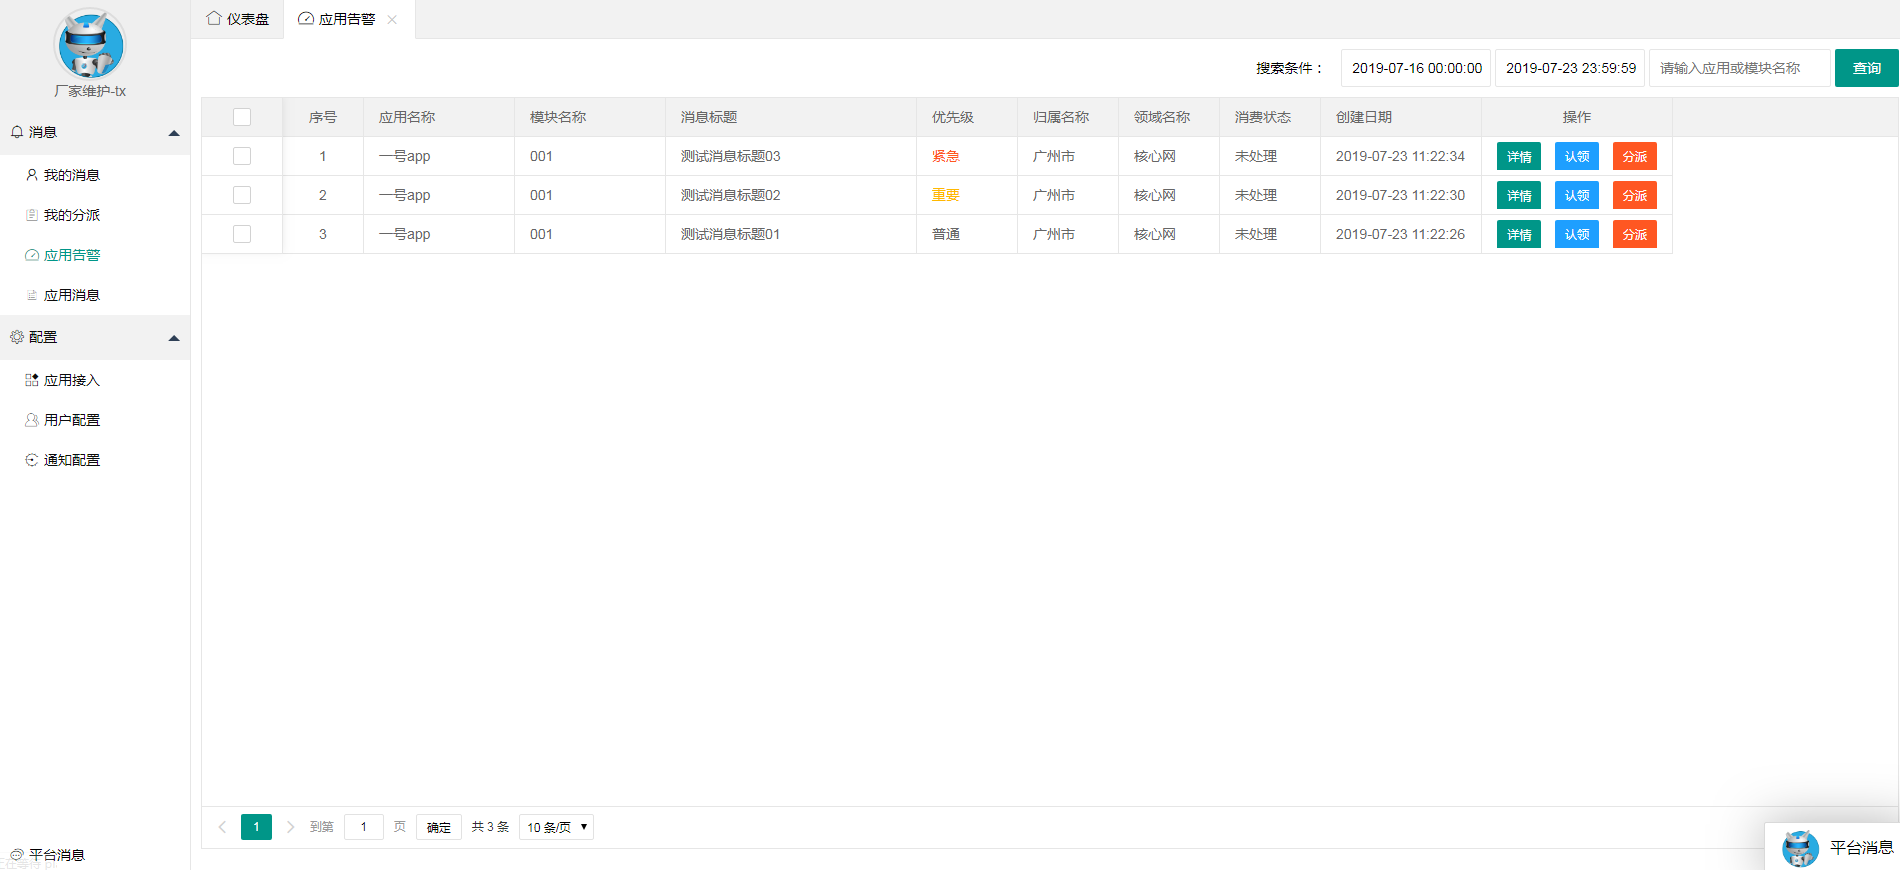 厂家维护-tx
消息
我的消息
我的分派
应用告警
应用消息
配置
应用接入
用户配置
通知配置
平台消息
仪表盘 应用告警
搜索条件： 2019-07-16 00:00:00 2019-07-23 23:59:59 请输入应用或模块名称 查询
序号 应用名称 模块名称 消息标题 优先级 归属名称 领域名称 消费状态 创建日期 操作
1 一号app 001 测试消息标题03 紧急 广州市 核心网 未处理 2019-07-23 11:22:34 详情 认领 分派
2 一号app 001 测试消息标题02 重要 广州市 核心网 未处理 2019-07-23 11:22:30 详情 认领 分派
3 一号app 001 测试消息标题01 普通 广州市 核心网 未处理 2019-07-23 11:22:26 详情 认领 分派
1 到第 1 页 确定 共 3 条 10 条/页
平台消息